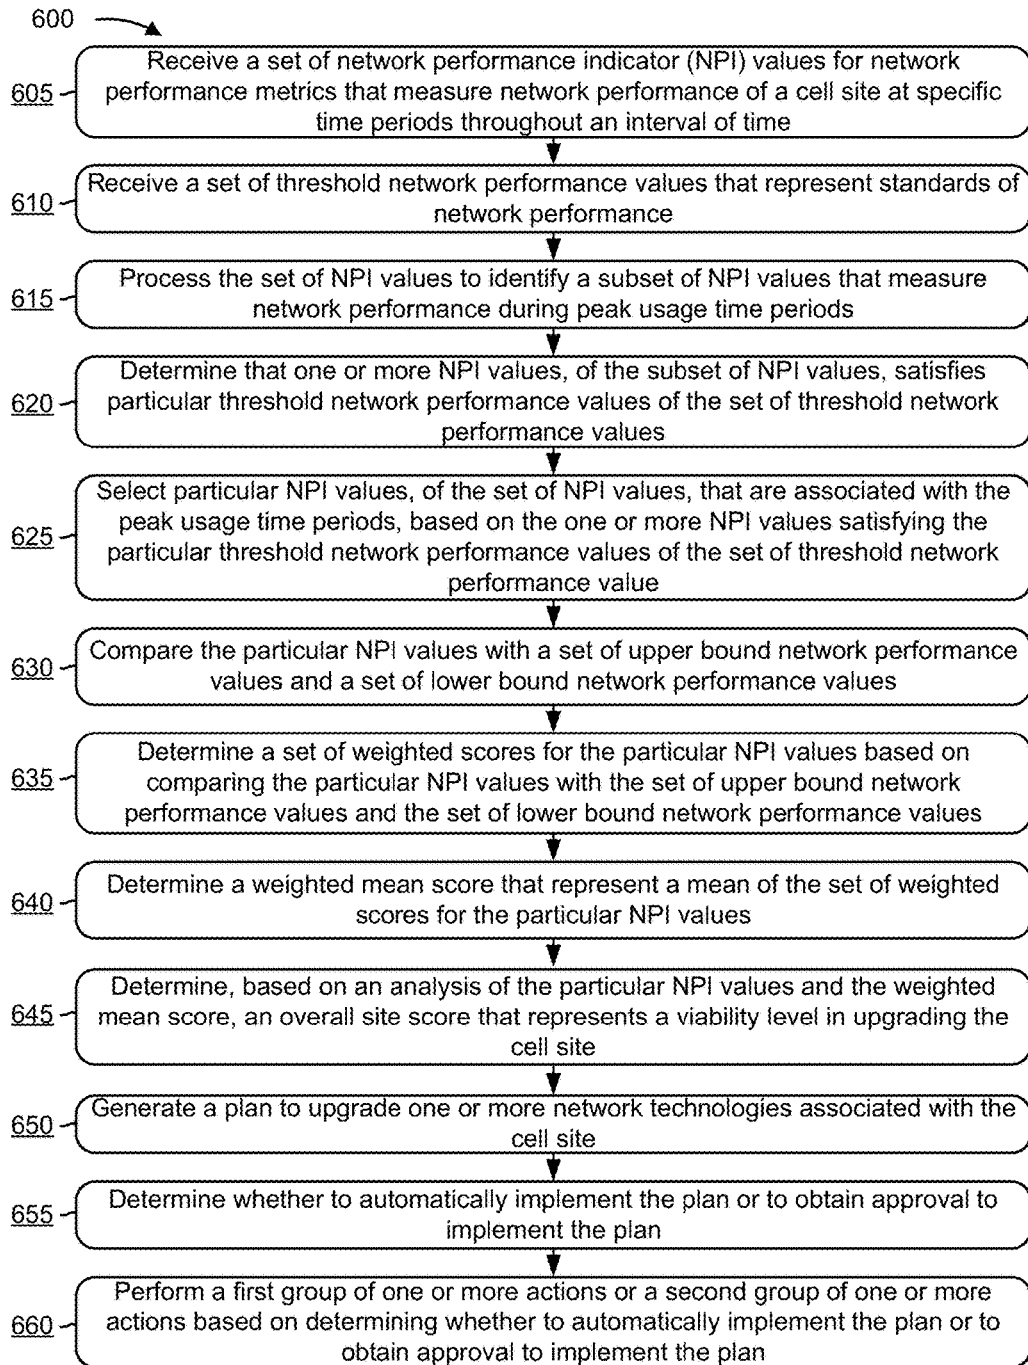 600
605
Receive a set of network performance indicator (NPI) values for network
performance metrics that measure network performance of a cell site at specific
time periods throughout an interval of time
610
Receive a set of threshold network performance values that represent standards of
network performance
615
Process the set of NPI values to identify a subset of NPI values that measure
network performance during peak usage time periods
620
Determine that one or more NPI values, of the subset of NPI values, satisfies
particular threshold network performance values of the set of threshold network
performance values
625
Select particular NPI values, of the set of NPI values, that are associated with the
peak usage time periods, based on the one or more NPI values satisfying the
particular threshold network performance values of the set of threshold network
performance value
630
Compare the particular NPI values with a set of upper bound network performance
values and a set of lower bound network performance values
635
Determine a set of weighted scores for the particular NPI values based on
comparing the particular NPI values with the set of upper bound network
performance values and the set of lower bound network performance values
640
Determine a weighted mean score that represent a mean of the set of weighted
scores for the particular NPI values
645
Determine, based on an analysis of the particular NPI values and the weighted
mean score, an overall site score that represents a viability level in upgrading the
cell site
650
Generate a plan to upgrade one or more network technologies associated with the
cell site
655
Determine whether to automatically implement the plan or to obtain approval to
implement the plan
660
Perform a first group of one or more actions or a second group of one or more
actions based on determining whether to automatically implement the plan or to
obtain approval to implement the plan